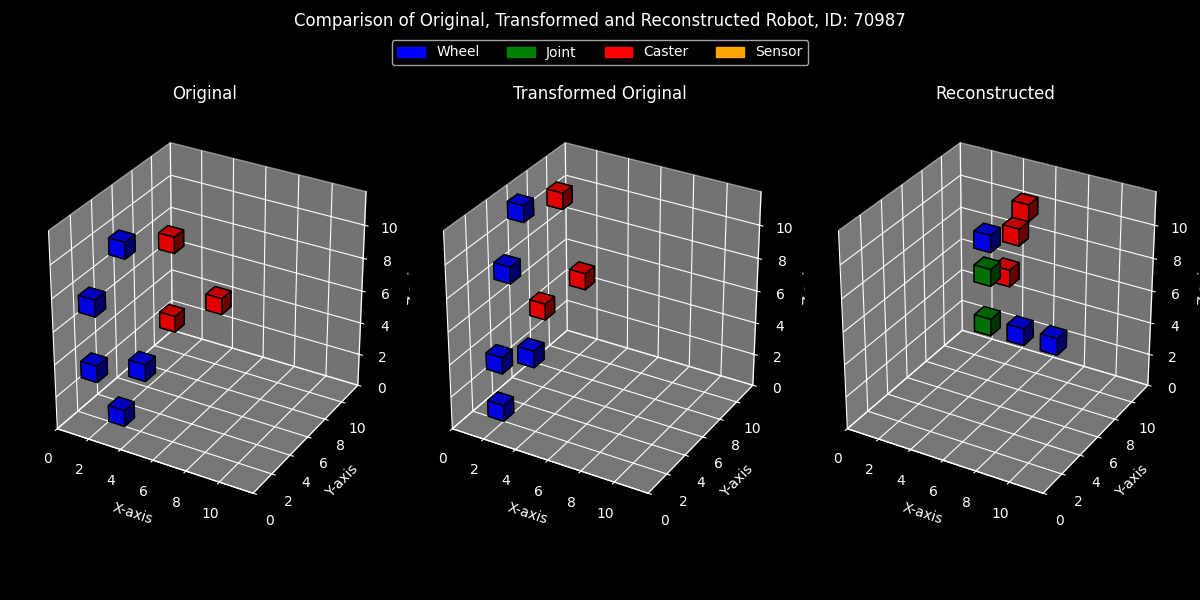 Comparison of Original, Transformed and Reconstructed Robot, ID: 70987
Wheel Joint Caster Sensor
Original Transformed Original Reconstructed
10 8 6 4 2 0
0 2 4 6 8 10
X-axis
0 2 4 6 8 10
Y-axis
10 8 6 4 2 0
0 2 4 6 8 10
X-axis
0 2 4 6 8 10
Y-axis
10 8 6 4 2 0
0 2 4 6 8 10
X-axis
0 2 4 6 8 10
Y-axis